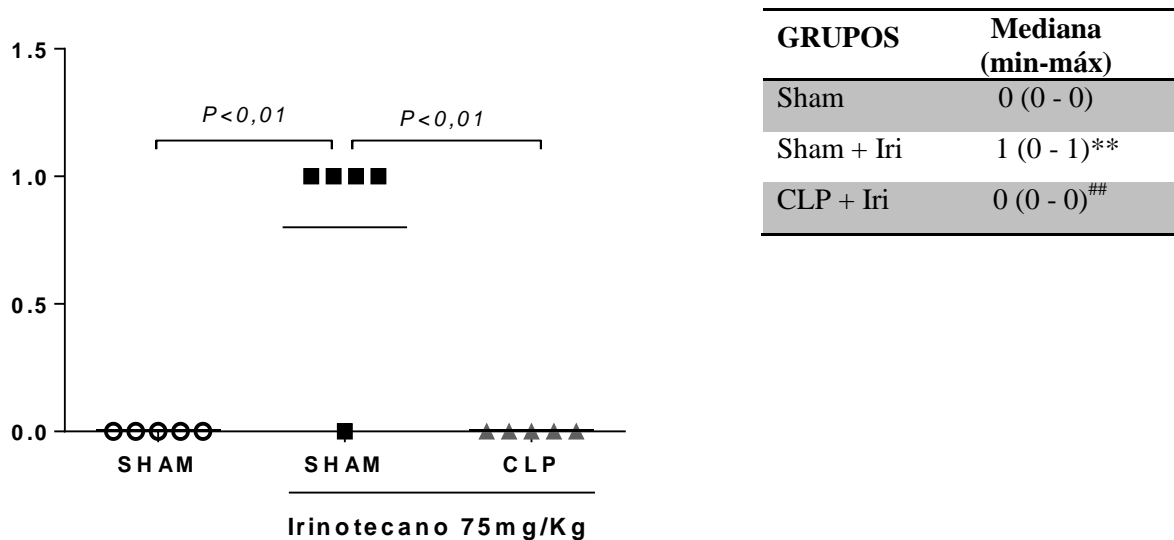 1.5
1.0
0.5
0.0
P<0,01
P<0,01
SHAM
SHAM
CLP
Irinotecano 75mg/Kg
GRUPOS Mediana
(min-máx)
Sham 0 (0 - 0)
Sham + Iri 1 (0 - 1)**
CLP + Iri 0 (0 - 0)##